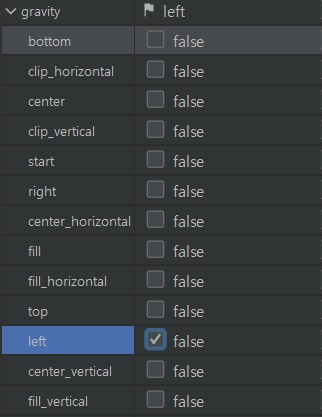 gravity left
bottom false
clip_horizontal false
center false
clip_vertical false
start false
right false
center_horizontal false
fill false
fill_horizontal false
top false
left false
center_vertical false
fill_vertical false